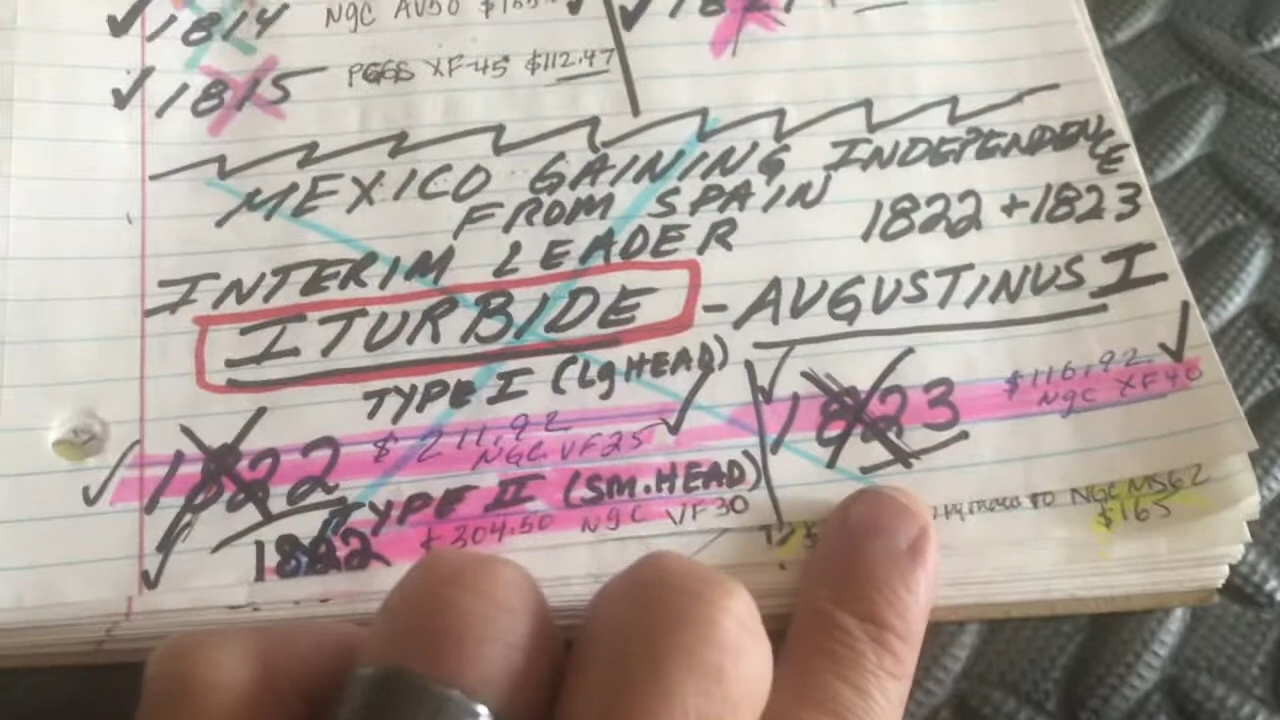 1814 NGC AU50
1815 PCGS XF-45 $112.47
MEXICO GAINING INDEPENDENCE
FROM SPAIN 1822 + 1823
INTERIM LEADER
ITURBIDE - AUGUSTINUS I
TYPE I (Lg HEAD)
1822 $211.92
NGC VF25
1823 $116.92
NGC XF40
TYPE II (SM. HEAD)
1822 $304.50 NGC VF30
TO NGC MS62
$165